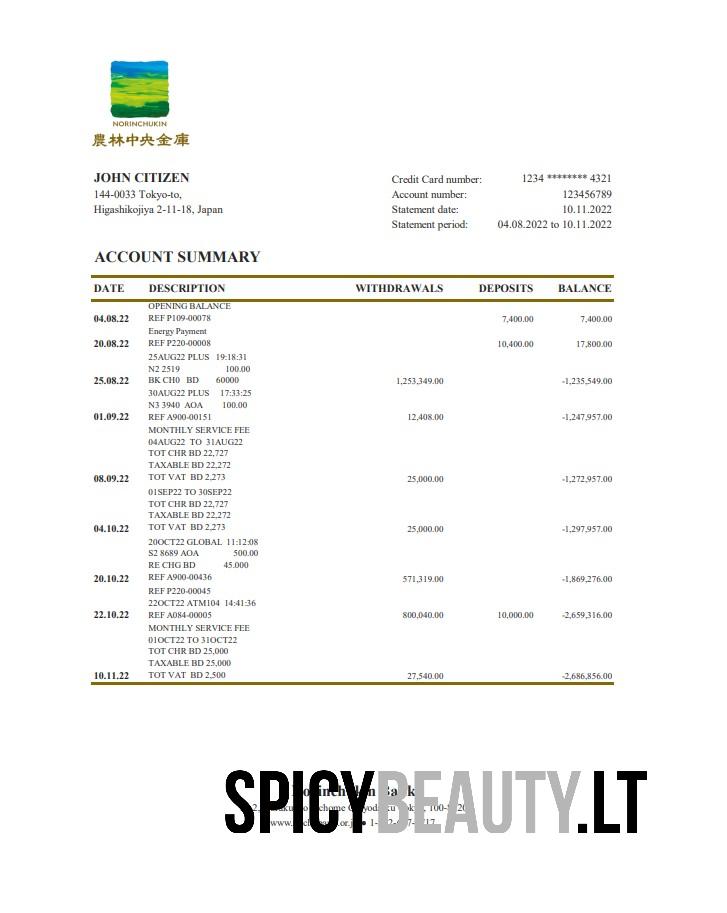 NORINCHUKIN
農林中央金庫
JOHN CITIZEN
144-0033 Tokyo-to,
Higashikojiya 2-11-18, Japan
Credit Card number: 1234 ******** 4321
Account number: 123456789
Statement date: 10.11.2022
Statement period: 04.08.2022 to 10.11.2022
ACCOUNT SUMMARY
DATE DESCRIPTION WITHDRAWALS DEPOSITS BALANCE
OPENING BALANCE
04.08.22 REF P109-00078 7,400.00 7,400.00
Energy Payment
20.08.22 REF P220-00008 10,400.00 17,800.00
25AUG22 PLUS 19:18:31
N2 2519 100.00
25.08.22 BK CH0 BD 60000 1,253,349.00 -1,235,549.00
30AUG22 PLUS 17:33:25
N3 3940 AOA 100.00
01.09.22 REF A900-00151 12,408.00 -1,247,957.00
MONTHLY SERVICE FEE
04AUG22 TO 31AUG22
TOT CHR BD 22,727
TAXABLE BD 22,272
08.09.22 TOT VAT BD 2,273 25,000.00 -1,272,957.00
01SEP22 TO 30SEP22
TOT CHR BD 22,727
TAXABLE BD 22,272
04.10.22 TOT VAT BD 2,273 25,000.00 -1,297,957.00
20OCT22 GLOBAL 11:12:08
S2 8689 AOA 500.00
RE CHG BD 45.000
20.10.22 REF A900-00436 571,319.00 -1,869,276.00
REF P220-00045
22OCT22 ATM104 14:41:36
22.10.22 REF A084-00005 800,040.00 10,000.00 -2,659,316.00
MONTHLY SERVICE FEE
01OCT22 TO 31OCT22
TOT CHR BD 25,000
TAXABLE BD 25,000
10.11.22 TOT VAT BD 2,500 27,540.00 -2,686,856.00
SPICYBEAUTY.LT